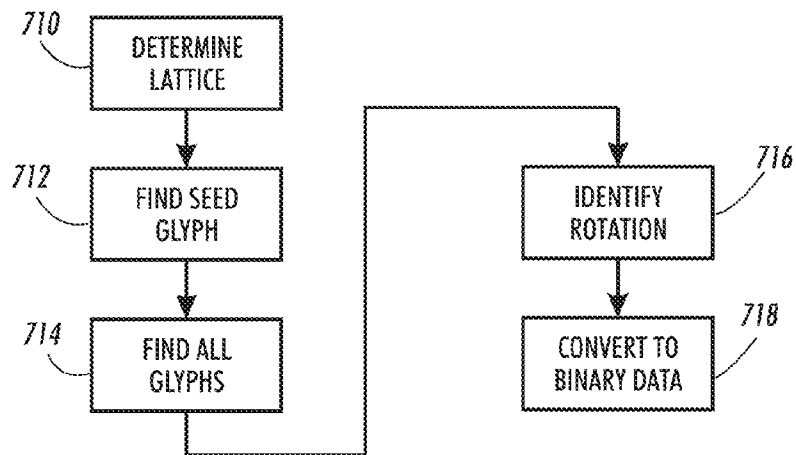 710
DETERMINE
LATTICE
712
FIND SEED
GLYPH
714
FIND ALL
GLYPHS
716
IDENTIFY
ROTATION
718
CONVERT TO
BINARY DATA